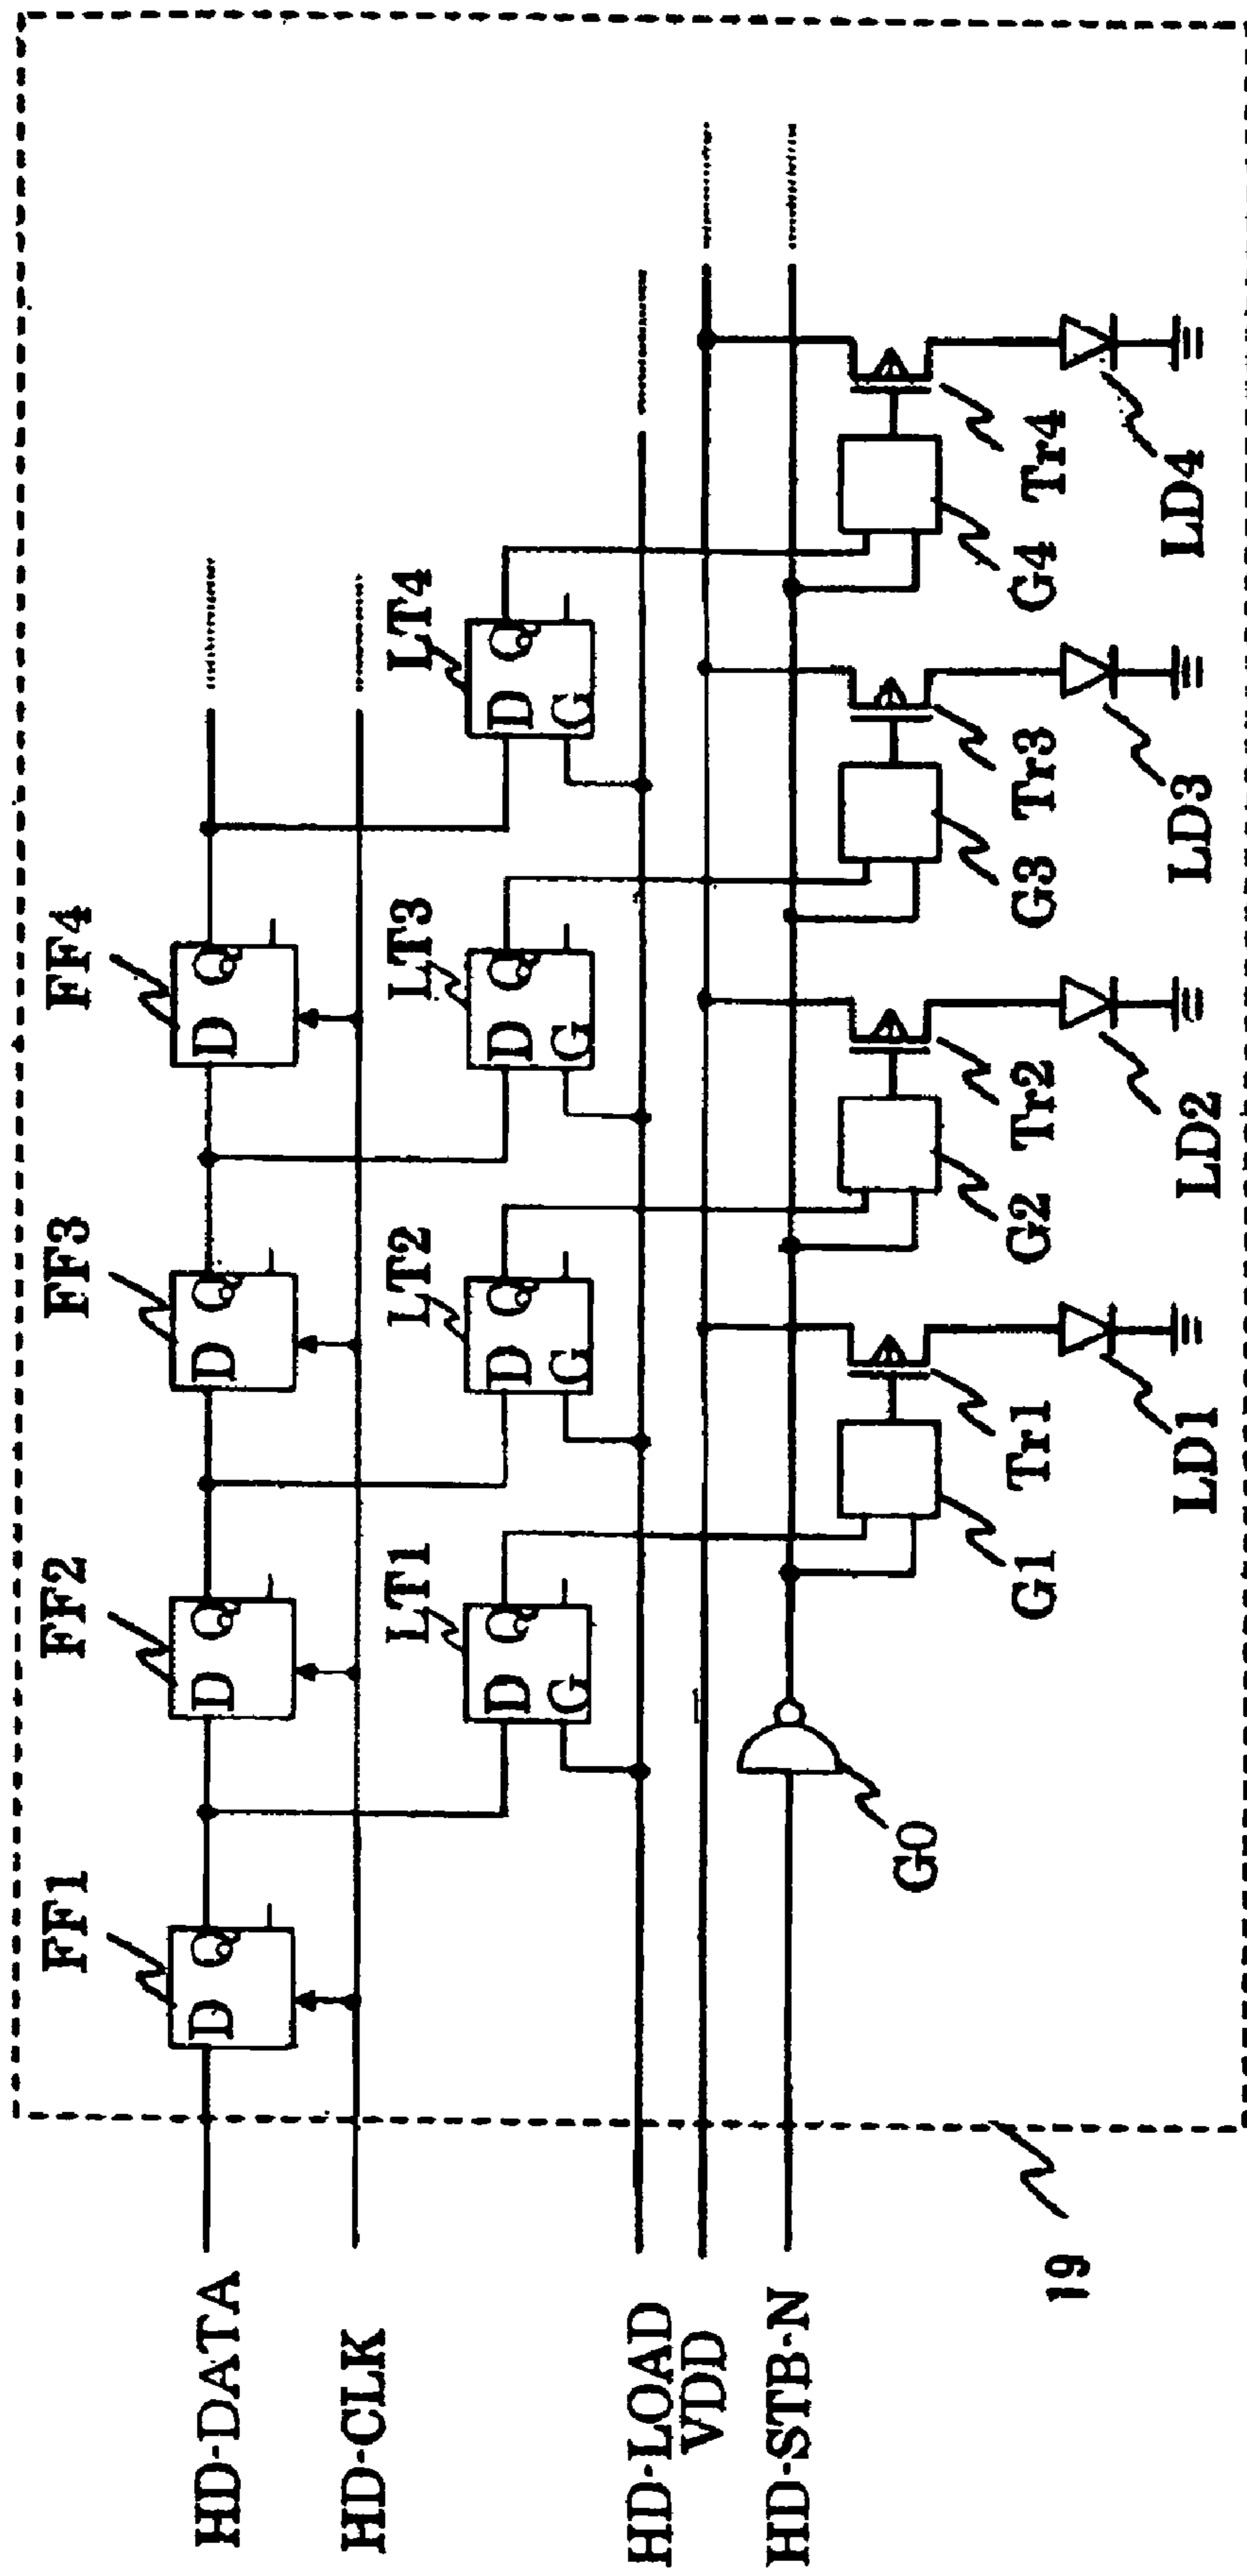 FF1
FF2
FF3
FF4
D Q
D Q
D Q
D Q
LT1
LT2
LT3
LT4
D Q
G
D Q
G
D Q
G
D Q
G
HD-DATA
HD-CLK
HD-LOAD
VDD
HD-STB-N
G0
G1
Tr1
G2
Tr2
G3
Tr3
G4
Tr4
LD1
LD2
LD3
LD4
19